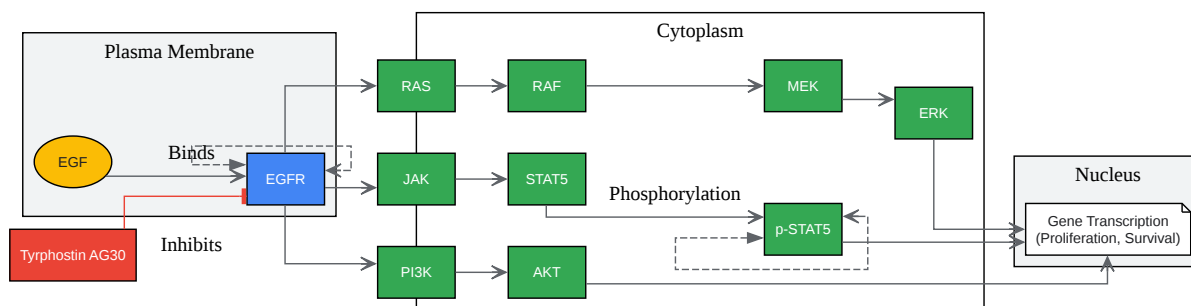 Cytoplasm
Plasma Membrane
RAS
RAF
MEK
ERK
Binds
EGF
EGFR
JAK
STAT5
Phosphorylation
Nucleus
p-STAT5
Gene Transcription
(Proliferation, Survival)
Tyrphostin AG30
Inhibits
PI3K
AKT